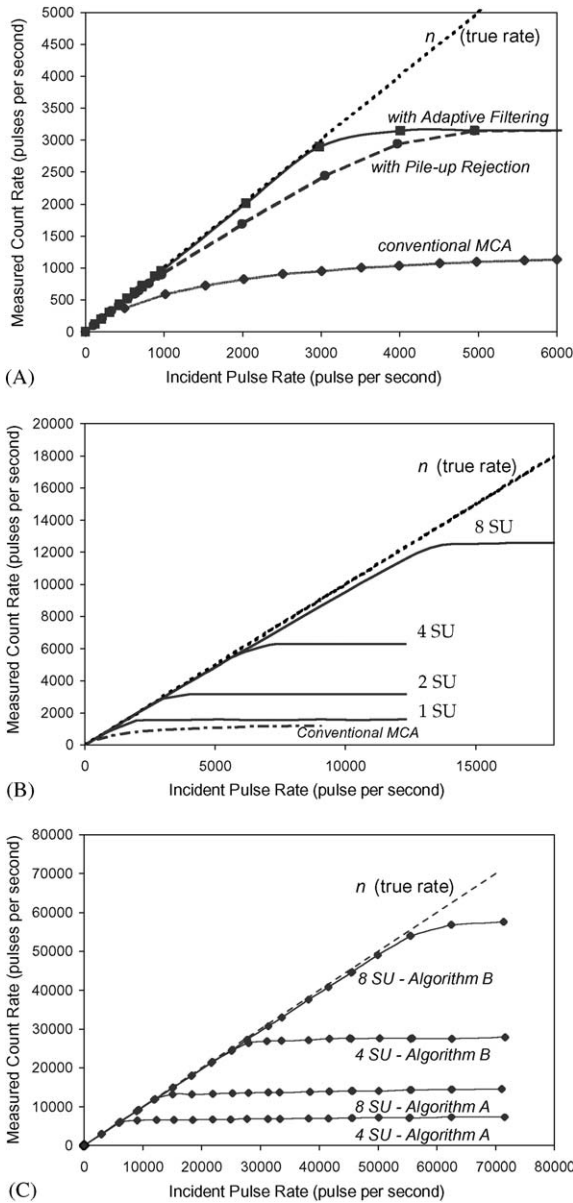 5000
4500
4000
3500
3000
2500
2000
1500
1000
500
0
Measured Count Rate (pulses per second)
n (true rate)
with Adaptive Filtering
with Pile-up Rejection
conventional MCA
0 1000 2000 3000 4000 5000 6000
Incident Pulse Rate (pulse per second)
(A)
20000
18000
16000
14000
12000
10000
8000
6000
4000
2000
0
Measured Count Rate (pulses per second)
n (true rate)
8 SU
4 SU
2 SU
1 SU
Conventional MCA
0 5000 10000 15000
Incident Pulse Rate (pulse per second)
(B)
80000
70000
60000
50000
40000
30000
20000
10000
0
Measured Count Rate (pulses per second)
n (true rate)
8 SU - Algorithm B
4 SU - Algorithm B
8 SU - Algorithm A
4 SU - Algorithm A
0 10000 20000 30000 40000 50000 60000 70000 80000
Incident Pulse Rate (pulse per second)
(C)